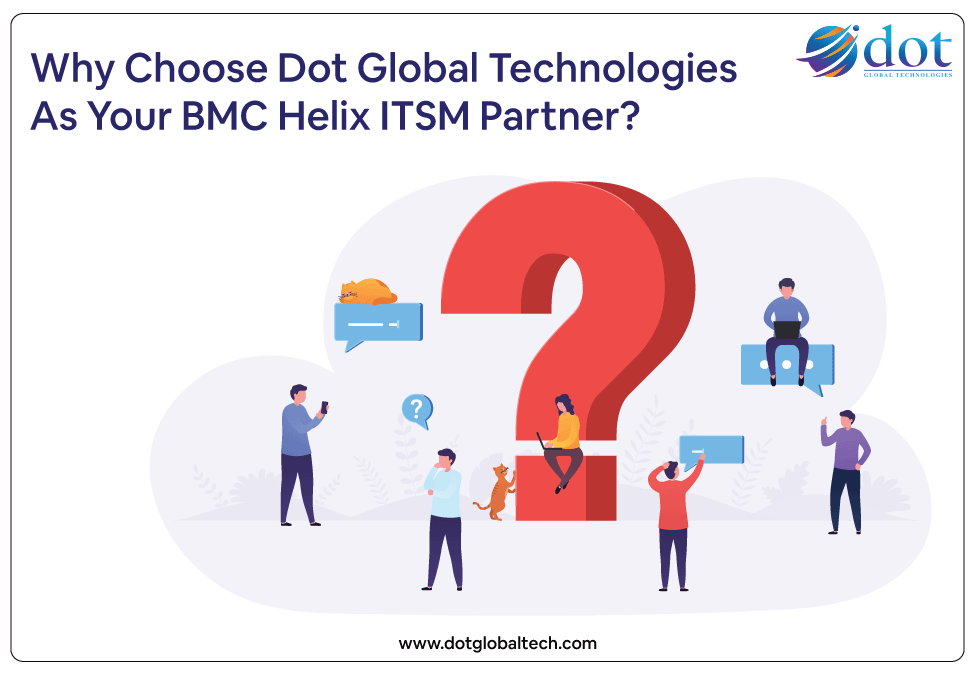 Why Choose Dot Global Technologies
As Your BMC Helix ITSM Partner?
dot
GLOBAL TECHNOLOGIES
?
www.dotglobaltech.com